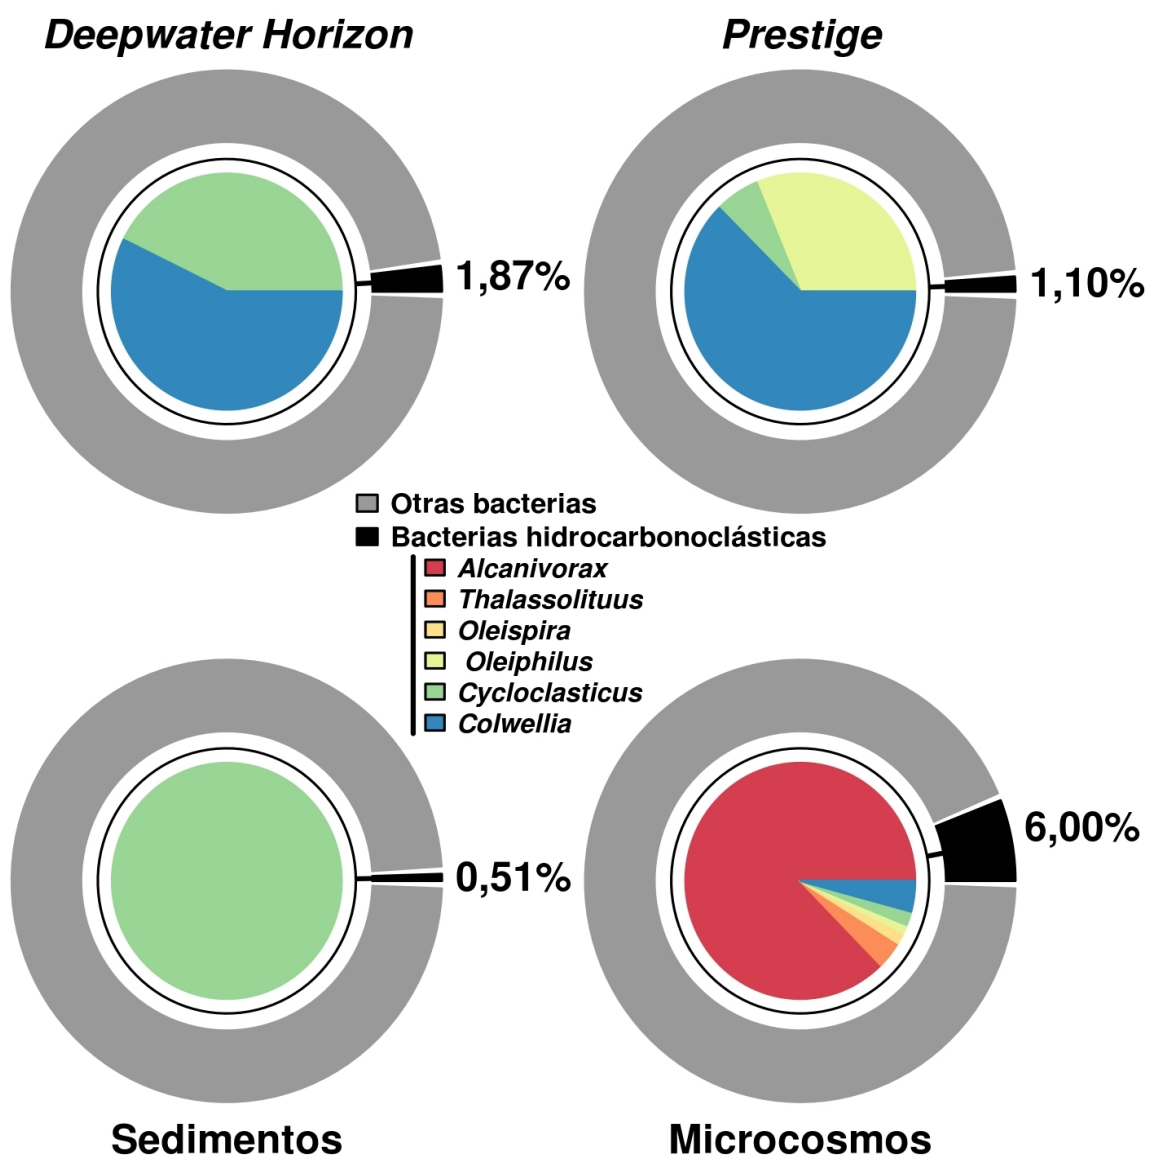 Deepwater Horizon
Prestige
1,87%
1,10%
Otras bacterias
Bacterias hidrocarbonoclásticas
Alcanivorax
Thalassolituus
Oleispira
Oleiphilus
Cycloclasticus
Colwellia
0,51%
6,00%
Sedimentos
Microcosmos